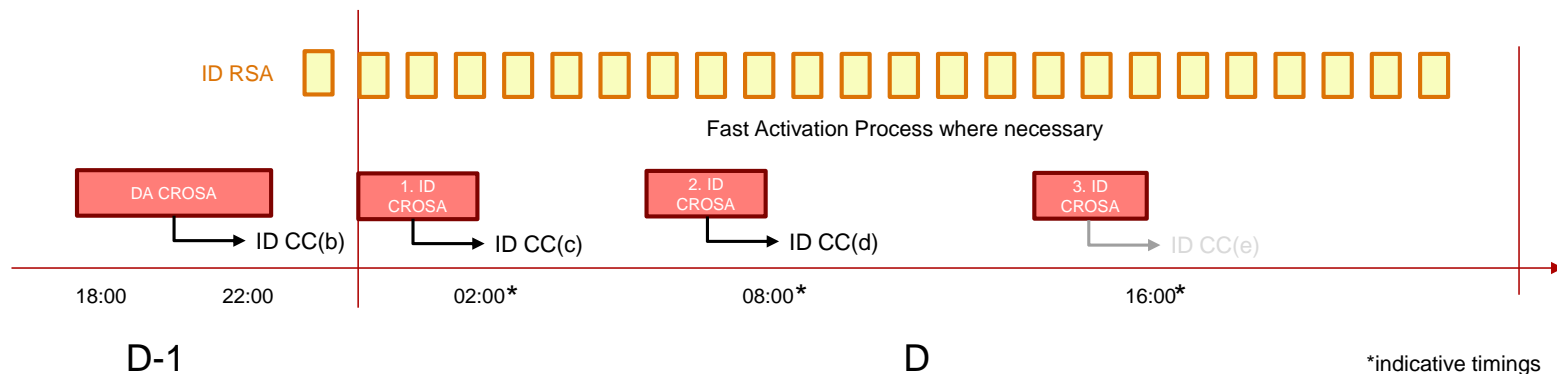 ID RSA
Fast Activation Process where necessary
DA CROSA
1. ID
CROSA
2. ID
CROSA
3. ID
CROSA
ID CC(b)
ID CC(c)
ID CC(d)
ID CC(e)
18:00
22:00
02:00*
08:00*
16:00*
D-1
D
*indicative timings